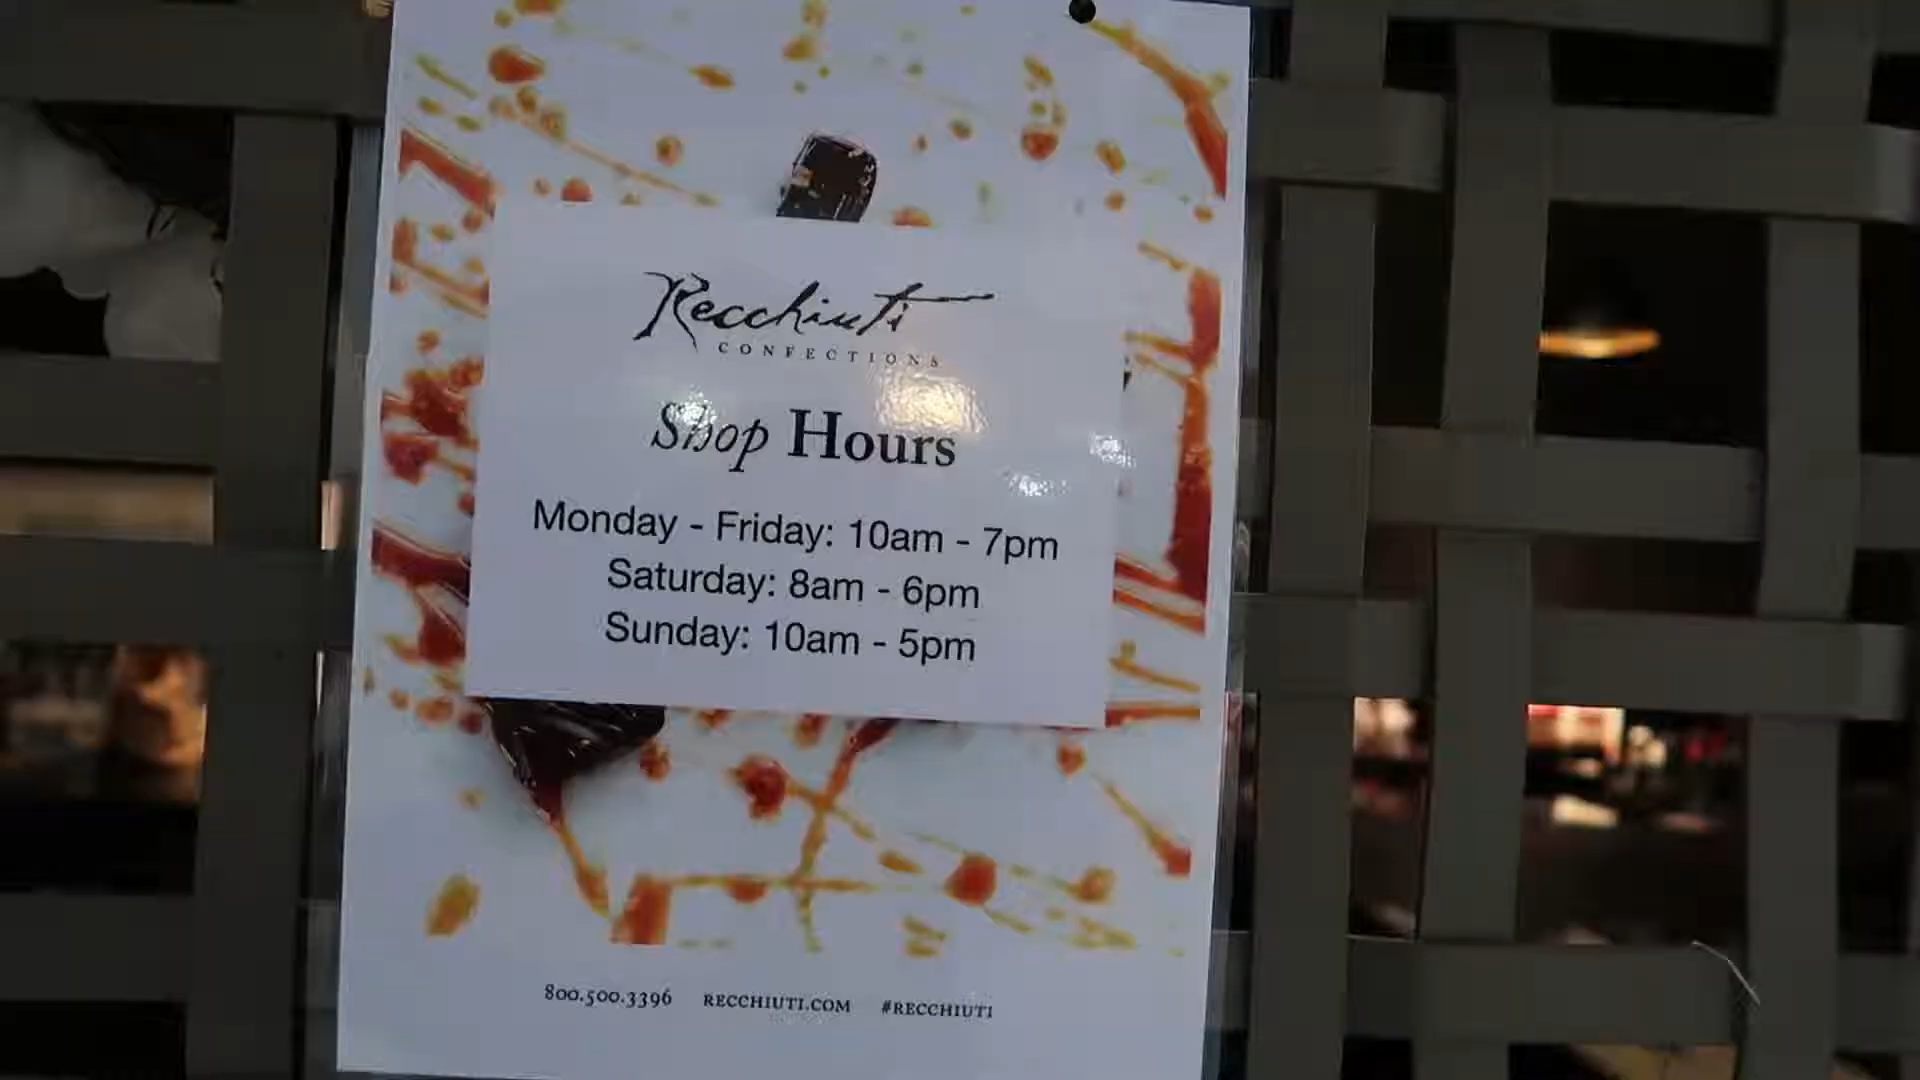 Recchiuti
CONFECTIONS
Shop Hours
Monday - Friday: 10am - 7pm
Saturday: 8am - 6pm
Sunday: 10am - 5pm
800.500.3396 RECCHIUTI.COM #RECCHIUTI